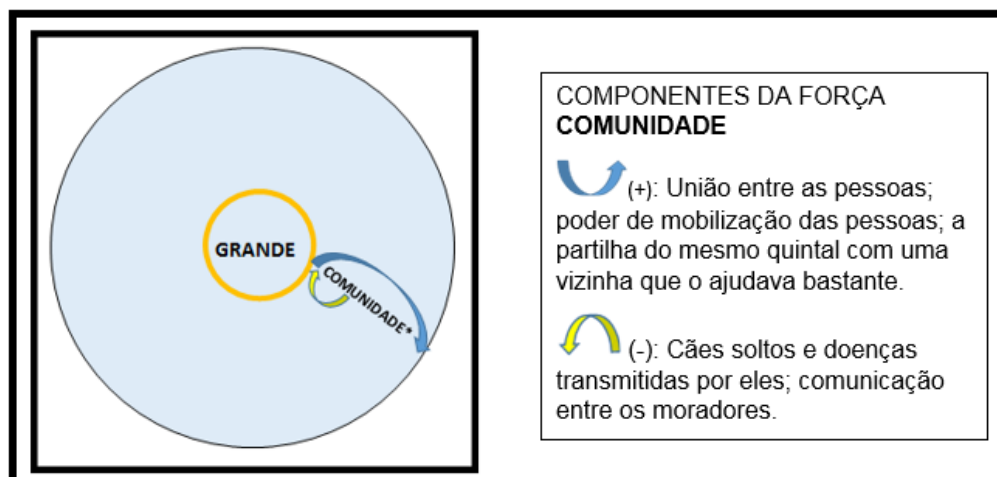 GRANDE
COMUNIDADE*
COMPONENTES DA FORÇA
COMUNIDADE
(+): União entre as pessoas;
poder de mobilização das pessoas; a
partilha do mesmo quintal com uma
vizinha que o ajudava bastante.
(-): Cães soltos e doenças
transmitidas por eles; comunicação
entre os moradores.